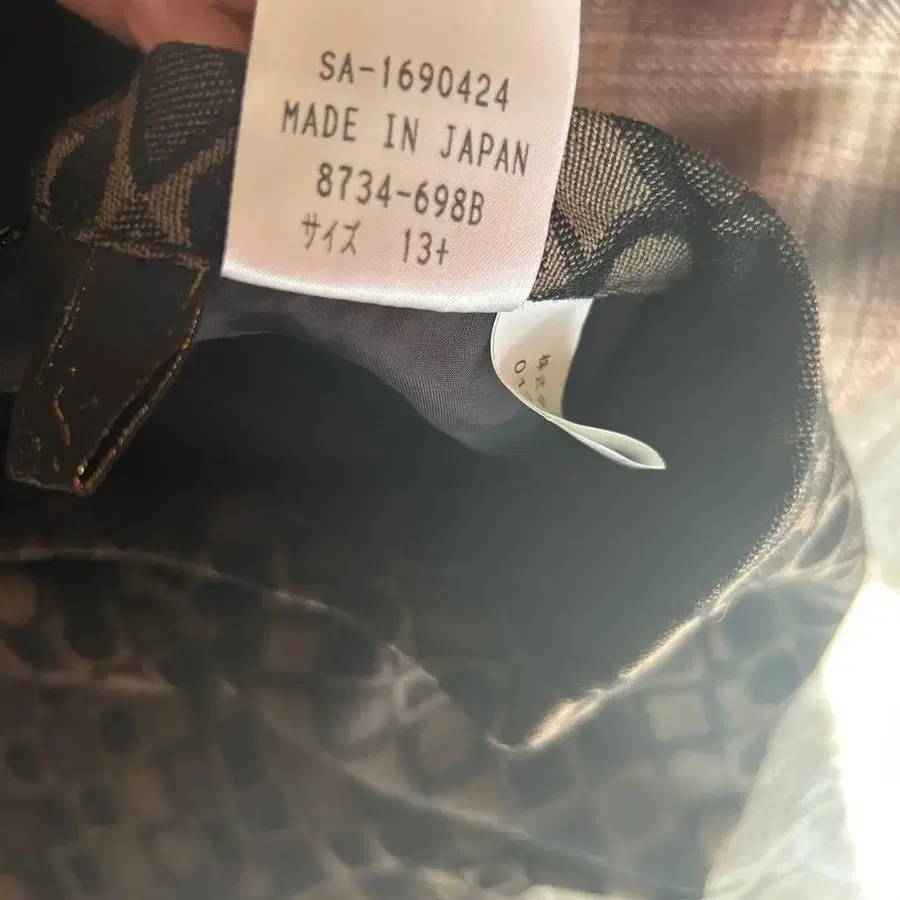 SA-1690424
MADE IN JAPAN
8734-698B
サイズ 13+